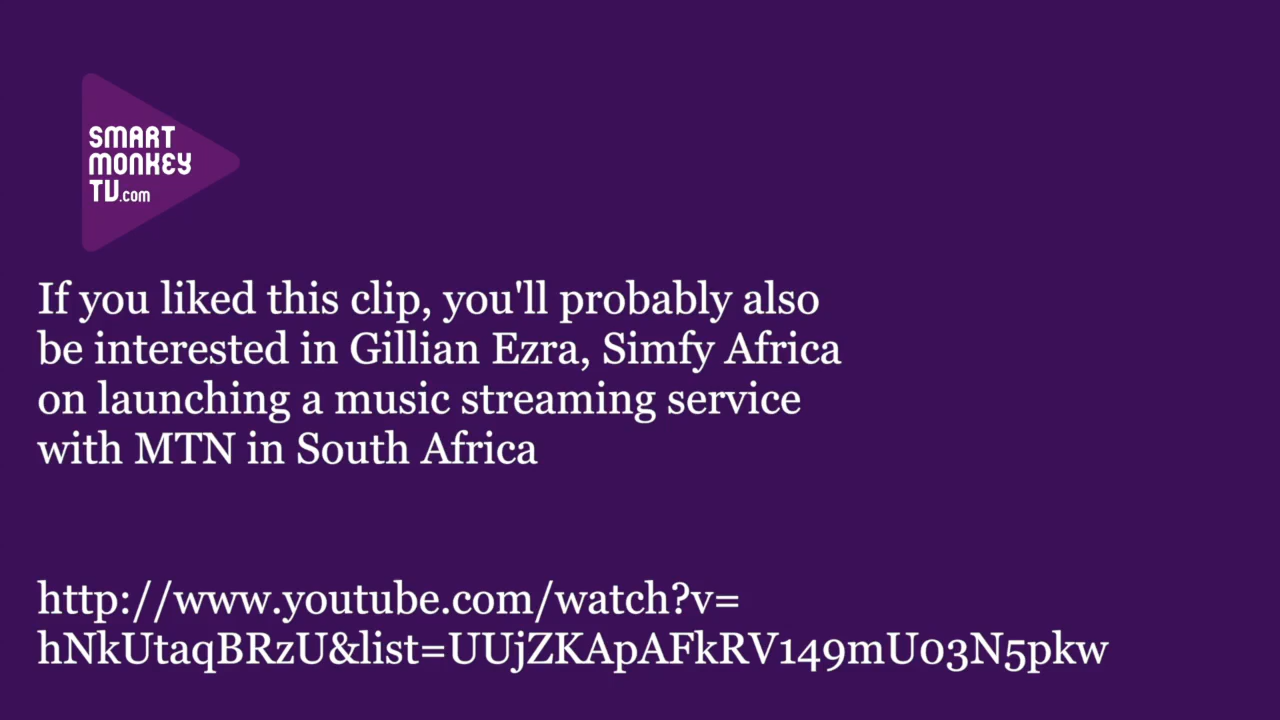 SMART
MONKEY
TV.com
If you liked this clip, you'll probably also
be interested in Gillian Ezra, Simfy Africa
on launching a music streaming service
with MTN in South Africa
http://www.youtube.com/watch?v=
hNkUtaqBRzU&list=UUjZKApAFkRV149mU03N5pkw